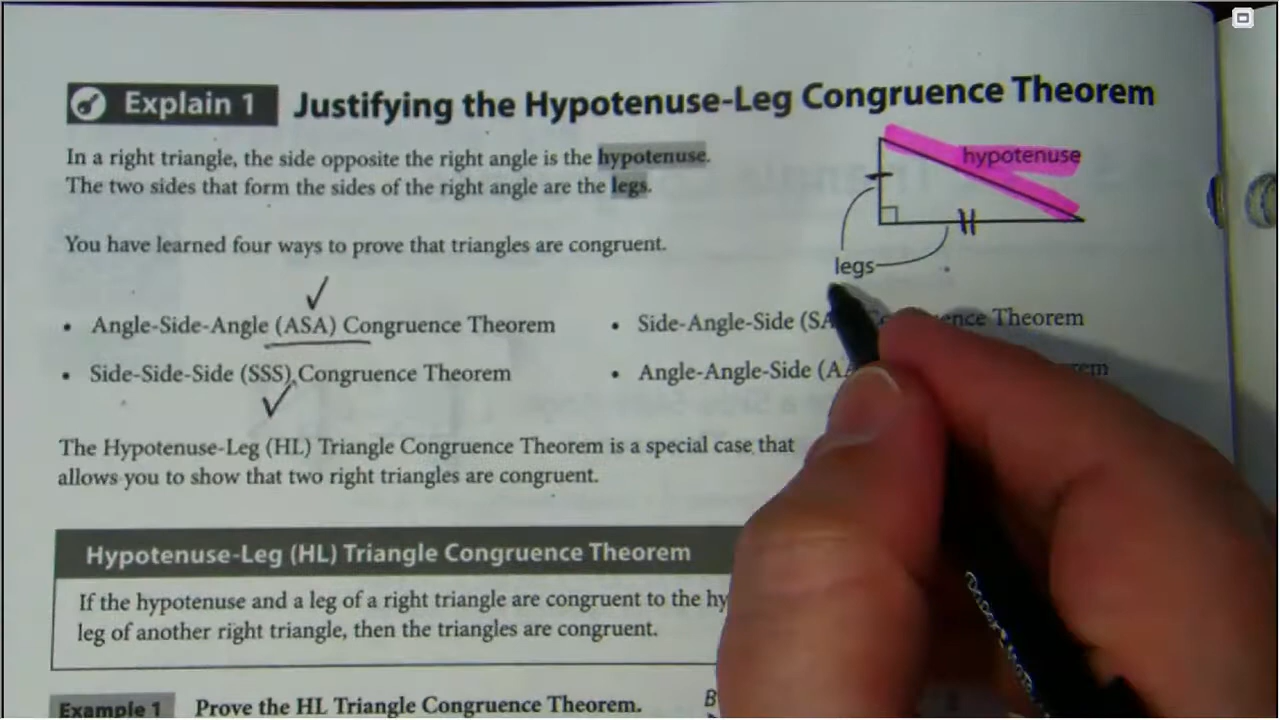 Explain 1 Justifying the Hypotenuse-Leg Congruence Theorem
In a right triangle, the side opposite the right angle is the hypotenuse.
The two sides that form the sides of the right angle are the legs.
hypotenuse
legs
You have learned four ways to prove that triangles are congruent.
• Angle-Side-Angle (ASA) Congruence Theorem
• Side-Angle-Side (SA Theorem
• Side-Side-Side (SSS) Congruence Theorem
• Angle-Angle-Side (AA
The Hypotenuse-Leg (HL) Triangle Congruence Theorem is a special case that
allows you to show that two right triangles are congruent.
Hypotenuse-Leg (HL) Triangle Congruence Theorem
If the hypotenuse and a leg of a right triangle are congruent to the hy
leg of another right triangle, then the triangles are congruent.
Example 1 Prove the HL Triangle Congruence Theorem.
B